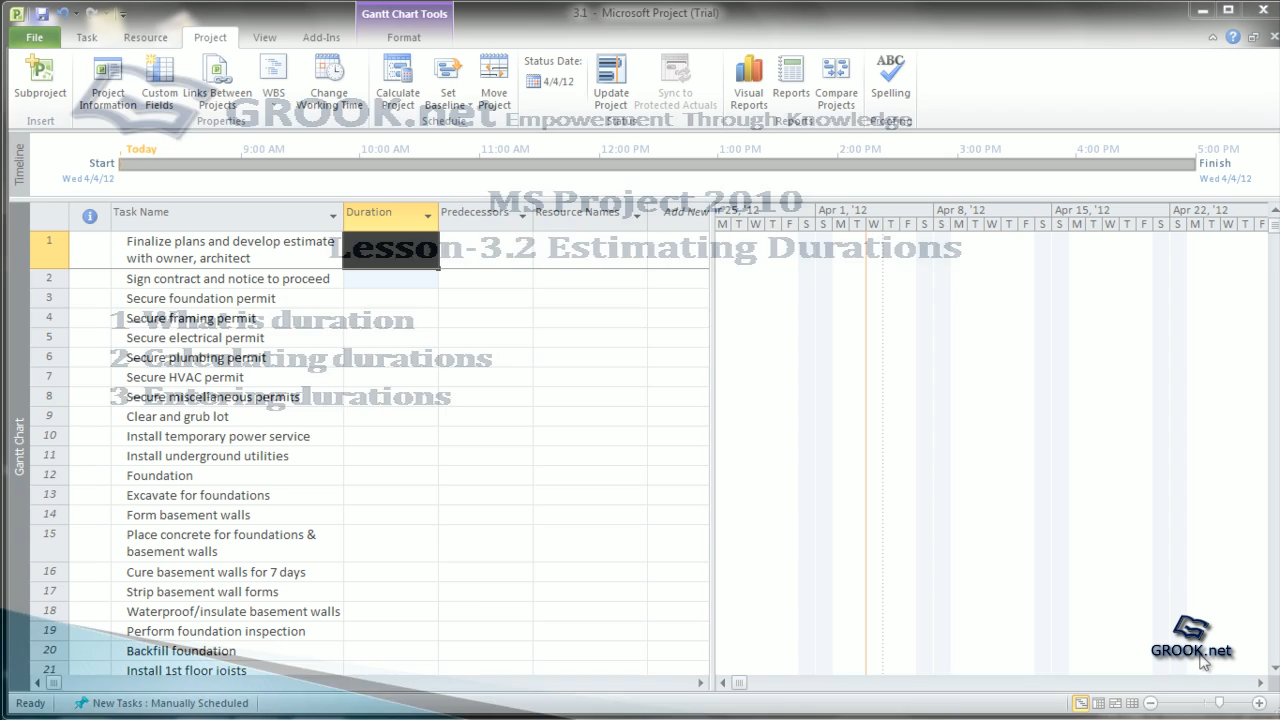 Gantt Chart Tools
3.1 - Microsoft Project (Trial)
File Task Resource Project View Add-Ins Format
Subproject
Project Information
Custom Fields
Links Between Projects
WBS
Change Working Time
Calculate Project
Set Baseline
Move Project
Status Date:
4/4/12
Update Project
Sync to Protected Actuals
Visual Reports
Reports
Compare Projects
ABC
Spelling
Insert Properties Schedule Status Reports Proofing
GROOK.net Empowerment Through Knowledge
Timeline
Today 9:00 AM 10:00 AM 11:00 AM 12:00 PM 1:00 PM 2:00 PM 3:00 PM 4:00 PM 5:00 PM
Start
Wed 4/4/12
Finish
Wed 4/4/12
MS Project 2010
Lesson-3.2 Estimating Durations
1 What is duration
2 Calculating durations
3 Entering durations
Gantt Chart
Task Name Duration Predecessors Resource Names Add New
r 25, '12 Apr 1, '12 Apr 8, '12 Apr 15, '12 Apr 22, '12
M T W T F S S M T W T F S S M T W T F S S M T W T F S S M T W T F
1 Finalize plans and develop estimate with owner, architect
2 Sign contract and notice to proceed
3 Secure foundation permit
4 Secure framing permit
5 Secure electrical permit
6 Secure plumbing permit
7 Secure HVAC permit
8 Secure miscellaneous permits
9 Clear and grub lot
10 Install temporary power service
11 Install underground utilities
12 Foundation
13 Excavate for foundations
14 Form basement walls
15 Place concrete for foundations & basement walls
16 Cure basement walls for 7 days
17 Strip basement wall forms
18 Waterproof/insulate basement walls
19 Perform foundation inspection
20 Backfill foundation
21 Install 1st floor joists
GROOK.net
Ready New Tasks : Manually Scheduled